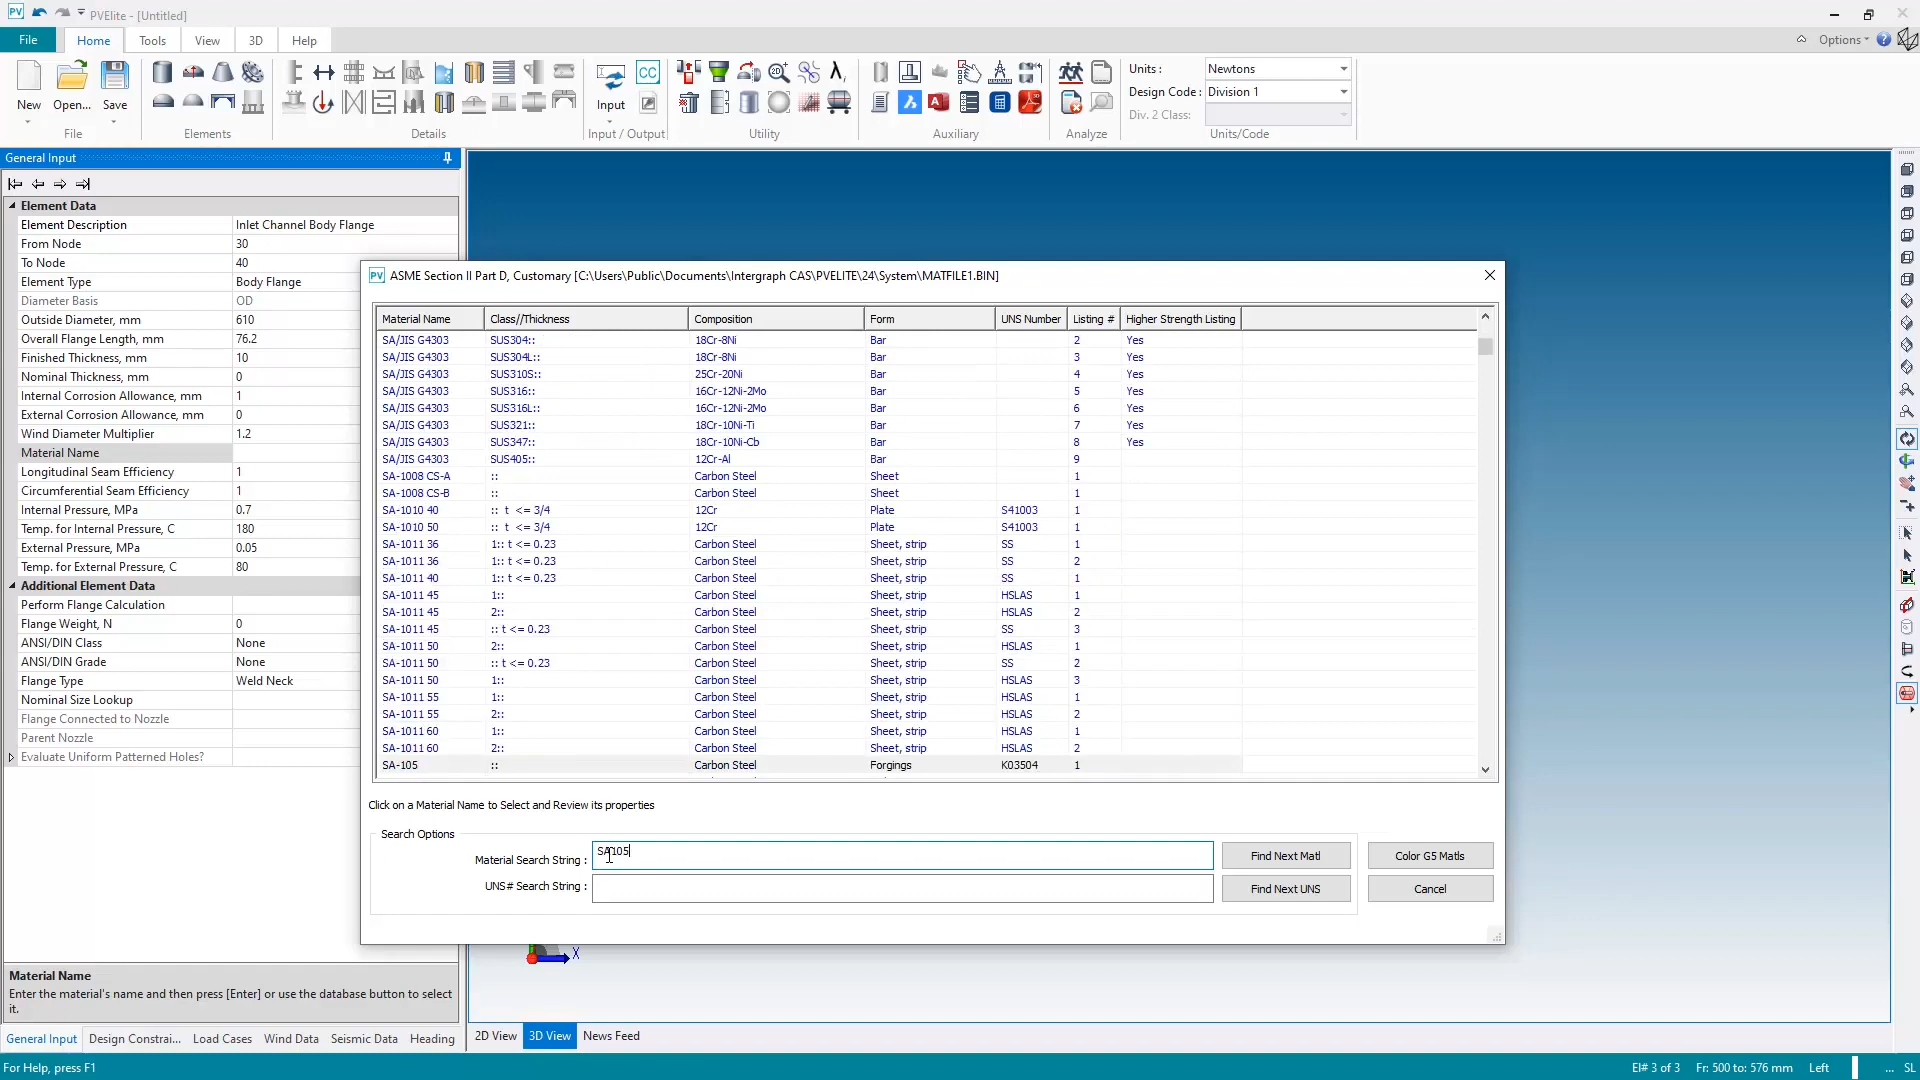 PVElite - [Untitled]
File Home Tools View 3D Help Options
New Open... Save Input
Units : Newtons
Design Code : Division 1
Div. 2 Class:
File Elements Details Input / Output Utility Auxiliary Analyze Units/Code
General Input
Element Data
Element Description Inlet Channel Body Flange
From Node 30
To Node 40
Element Type Body Flange
Diameter Basis OD
Outside Diameter, mm 610
Overall Flange Length, mm 76.2
Finished Thickness, mm 10
Nominal Thickness, mm 0
Internal Corrosion Allowance, mm 1
External Corrosion Allowance, mm 0
Wind Diameter Multiplier 1.2
Material Name
Longitudinal Seam Efficiency 1
Circumferential Seam Efficiency 1
Internal Pressure, MPa 0.7
Temp. for Internal Pressure, C 180
External Pressure, MPa 0.05
Temp. for External Pressure, C 80
Additional Element Data
Perform Flange Calculation
Flange Weight, N 0
ANSI/DIN Class None
ANSI/DIN Grade None
Flange Type Weld Neck
Nominal Size Lookup
Flange Connected to Nozzle
Parent Nozzle
Evaluate Uniform Patterned Holes?
Material Name
Enter the material's name and then press [Enter] or use the database button to select
it.
General Input Design Constrai... Load Cases Wind Data Seismic Data Heading
PV ASME Section II Part D, Customary [C:\Users\Public\Documents\Intergraph CAS\PVELITE\24\System\MATFILE1.BIN]
Material Name Class//Thickness Composition Form UNS Number Listing # Higher Strength Listing
SA/JIS G4303 SUS304:: 18Cr-8Ni Bar 2 Yes
SA/JIS G4303 SUS304L:: 18Cr-8Ni Bar 3 Yes
SA/JIS G4303 SUS310S:: 25Cr-20Ni Bar 4 Yes
SA/JIS G4303 SUS316:: 16Cr-12Ni-2Mo Bar 5 Yes
SA/JIS G4303 SUS316L:: 16Cr-12Ni-2Mo Bar 6 Yes
SA/JIS G4303 SUS321:: 18Cr-10Ni-Ti Bar 7 Yes
SA/JIS G4303 SUS347:: 18Cr-10Ni-Cb Bar 8 Yes
SA/JIS G4303 SUS405:: 12Cr-Al Bar 9
SA-1008 CS-A :: Carbon Steel Sheet 1
SA-1008 CS-B :: Carbon Steel Sheet 1
SA-1010 40 :: t <= 3/4 12Cr Plate S41003 1
SA-1010 50 :: t <= 3/4 12Cr Plate S41003 1
SA-1011 36 1:: t <= 0.23 Carbon Steel Sheet, strip SS 1
SA-1011 36 1:: t <= 0.23 Carbon Steel Sheet, strip SS 2
SA-1011 40 1:: t <= 0.23 Carbon Steel Sheet, strip SS 1
SA-1011 45 1:: Carbon Steel Sheet, strip HSLAS 1
SA-1011 45 2:: Carbon Steel Sheet, strip HSLAS 2
SA-1011 45 :: t <= 0.23 Carbon Steel Sheet, strip SS 3
SA-1011 50 2:: Carbon Steel Sheet, strip HSLAS 1
SA-1011 50 :: t <= 0.23 Carbon Steel Sheet, strip SS 2
SA-1011 50 1:: Carbon Steel Sheet, strip HSLAS 3
SA-1011 55 1:: Carbon Steel Sheet, strip HSLAS 1
SA-1011 55 2:: Carbon Steel Sheet, strip HSLAS 2
SA-1011 60 1:: Carbon Steel Sheet, strip HSLAS 1
SA-1011 60 2:: Carbon Steel Sheet, strip HSLAS 2
SA-105 :: Carbon Steel Forgings K03504 1
Click on a Material Name to Select and Review its properties
Search Options
Material Search String : SA105 Find Next Matl Color G5 Matls
UNS# Search String : Find Next UNS Cancel
X
2D View 3D View News Feed
For Help, press F1 El# 3 of 3 Fr: 500 to: 576 mm Left ... SL